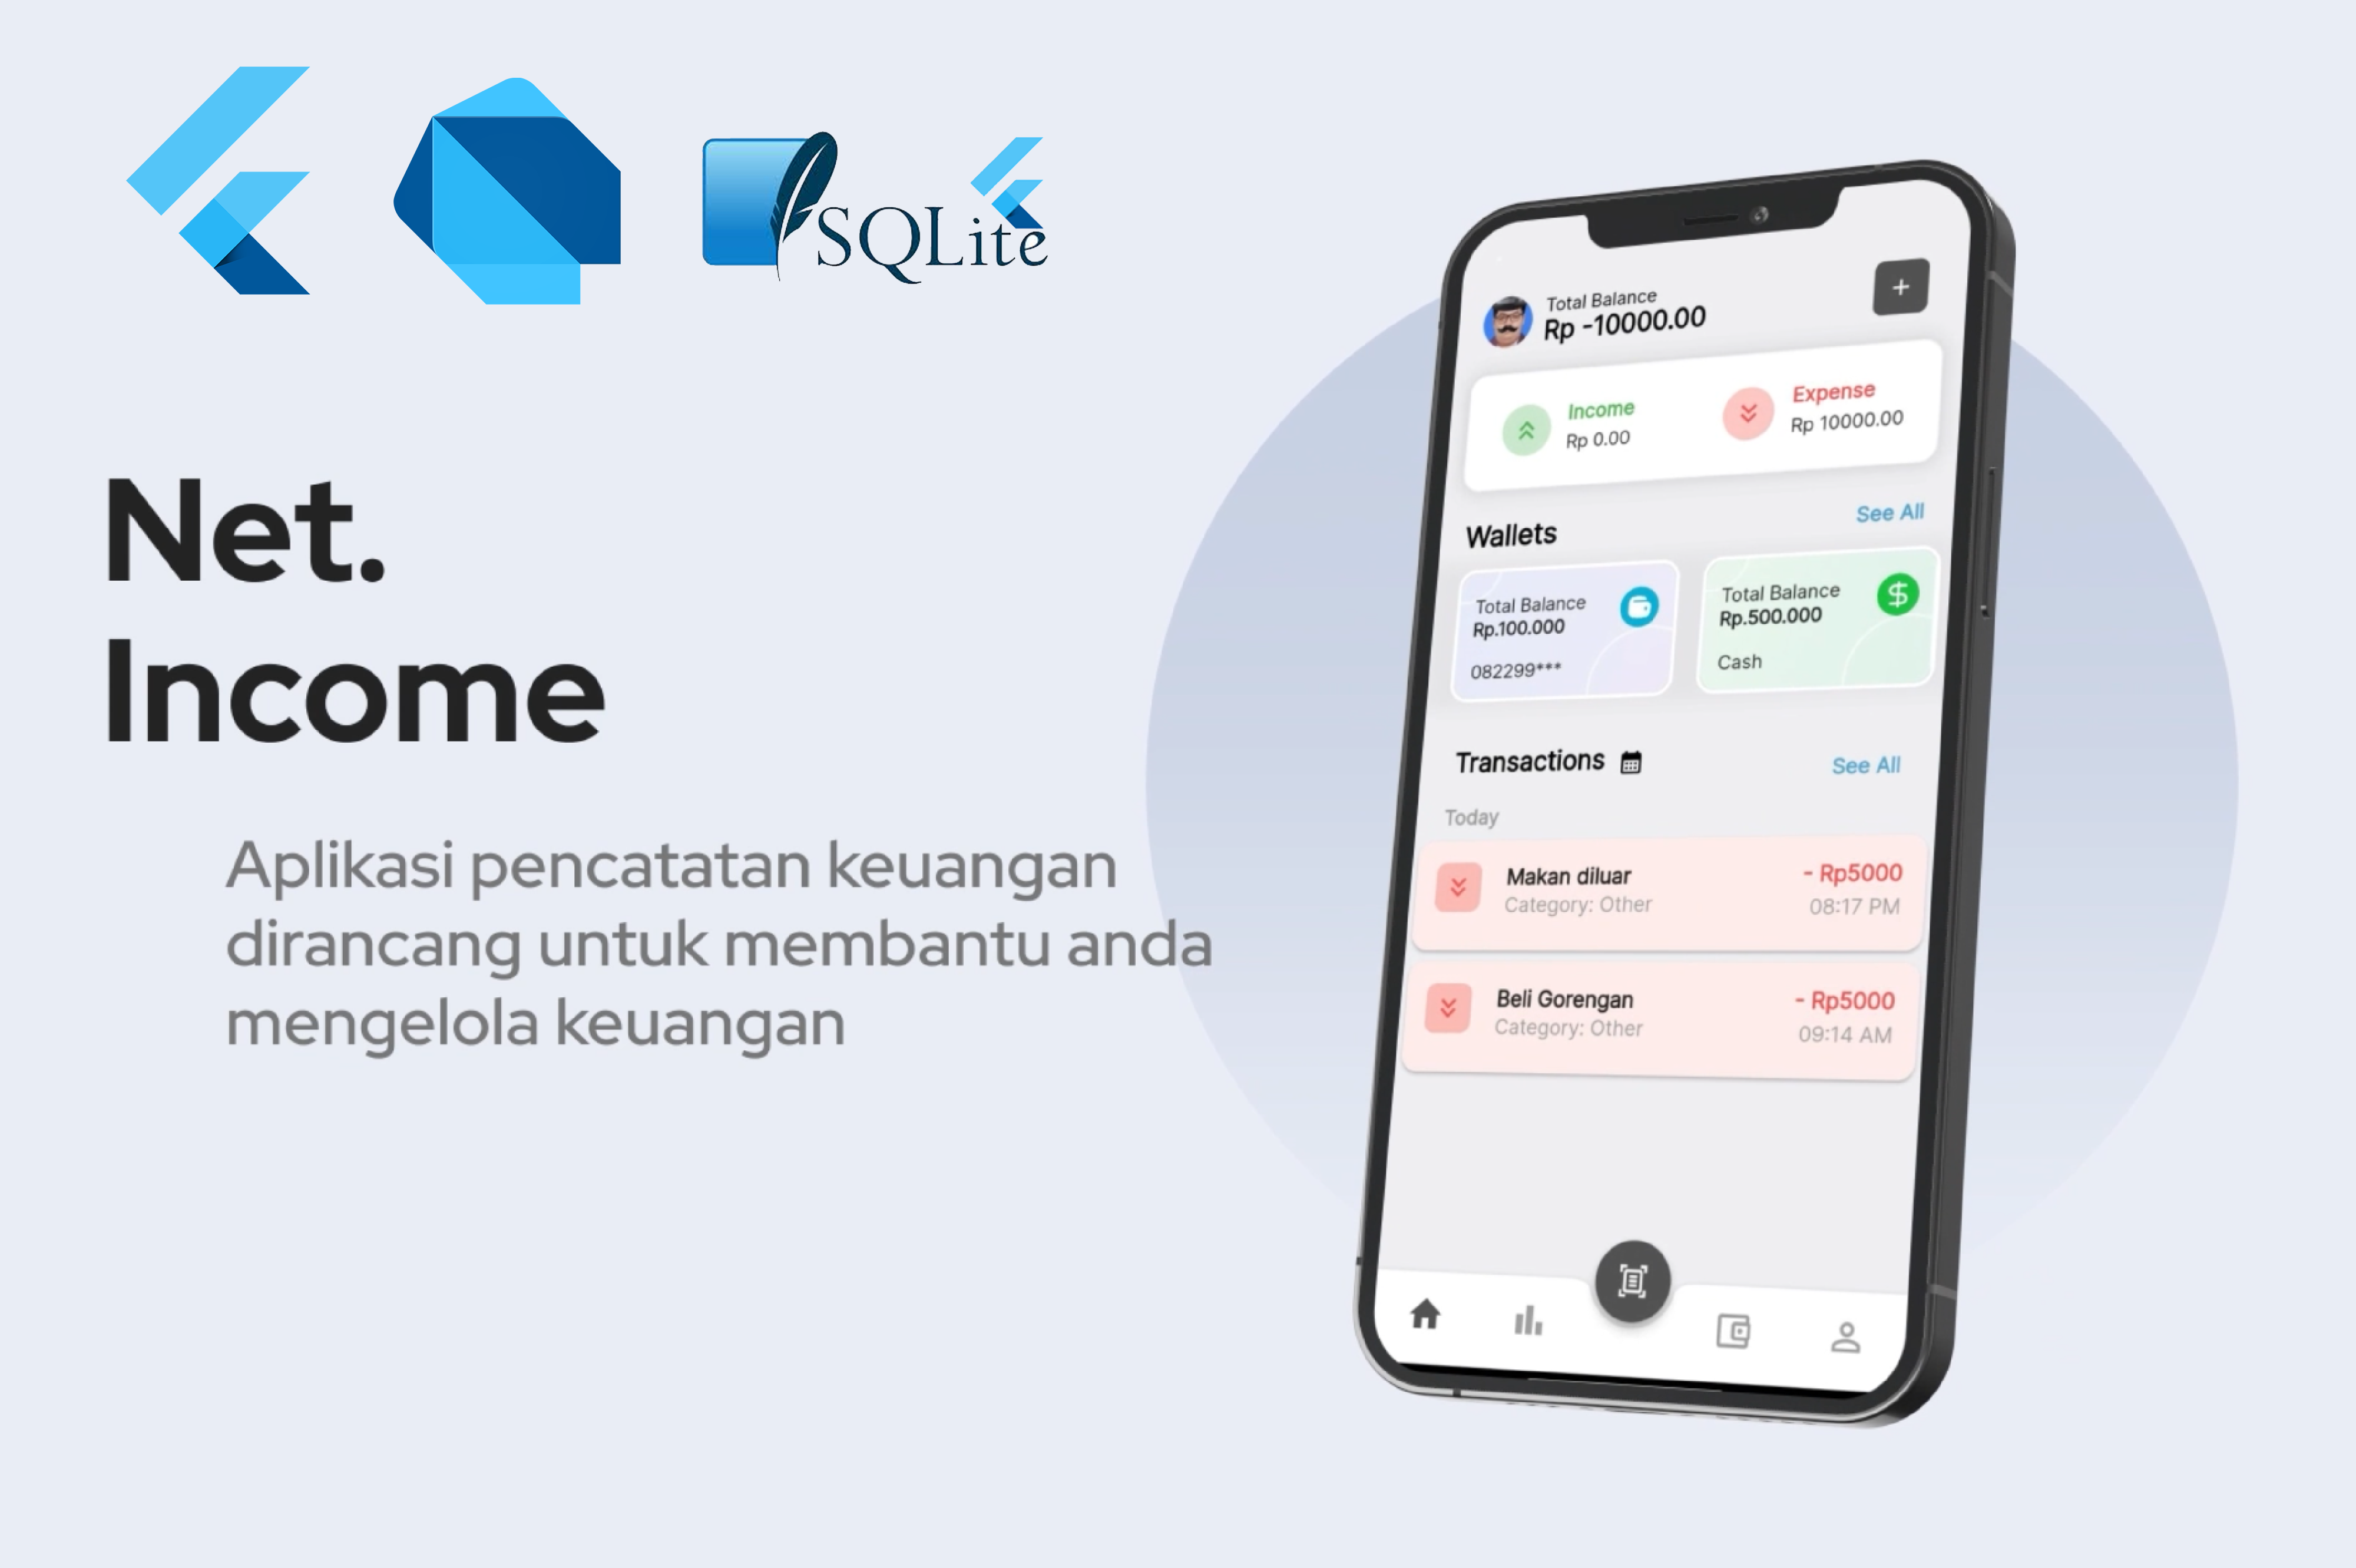 SQLite
Net.
Income
Aplikasi pencatatan keuangan
dirancang untuk membantu anda
mengelola keuangan
Total Balance
Rp -10000.00
+
Income
Rp 0.00
Expense
Rp 10000.00
Wallets
See All
Total Balance
Rp.100.000
082299***
Total Balance
Rp.500.000
Cash
$
Transactions
See All
Today
Makan diluar
- Rp5000
Category: Other
08:17 PM
Beli Gorengan
- Rp5000
Category: Other
09:14 AM